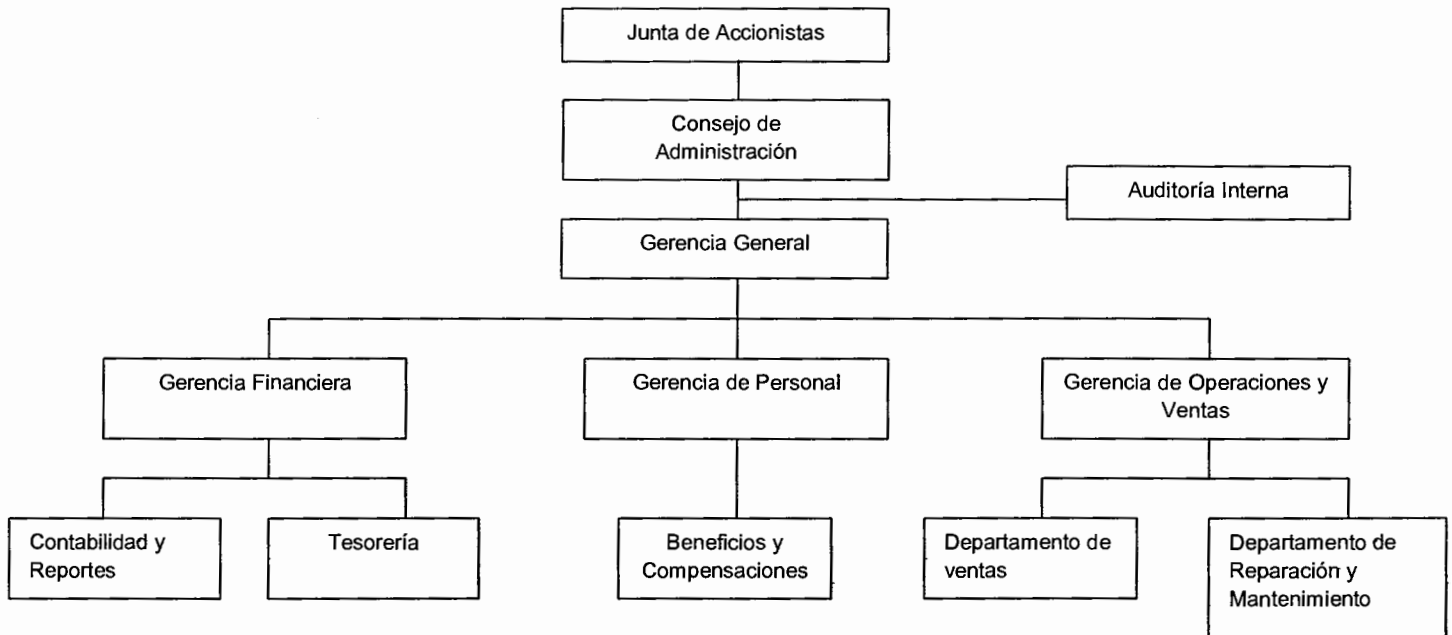 Junta de Accionistas
Consejo de
Administración
Auditoría Interna
Gerencia General
Gerencia Financiera
Gerencia de Personal
Gerencia de Operaciones y
Ventas
Contabilidad y
Reportes
Tesorería
Beneficios y
Compensaciones
Departamento de
ventas
Departamento de
Reparación y
Mantenimiento